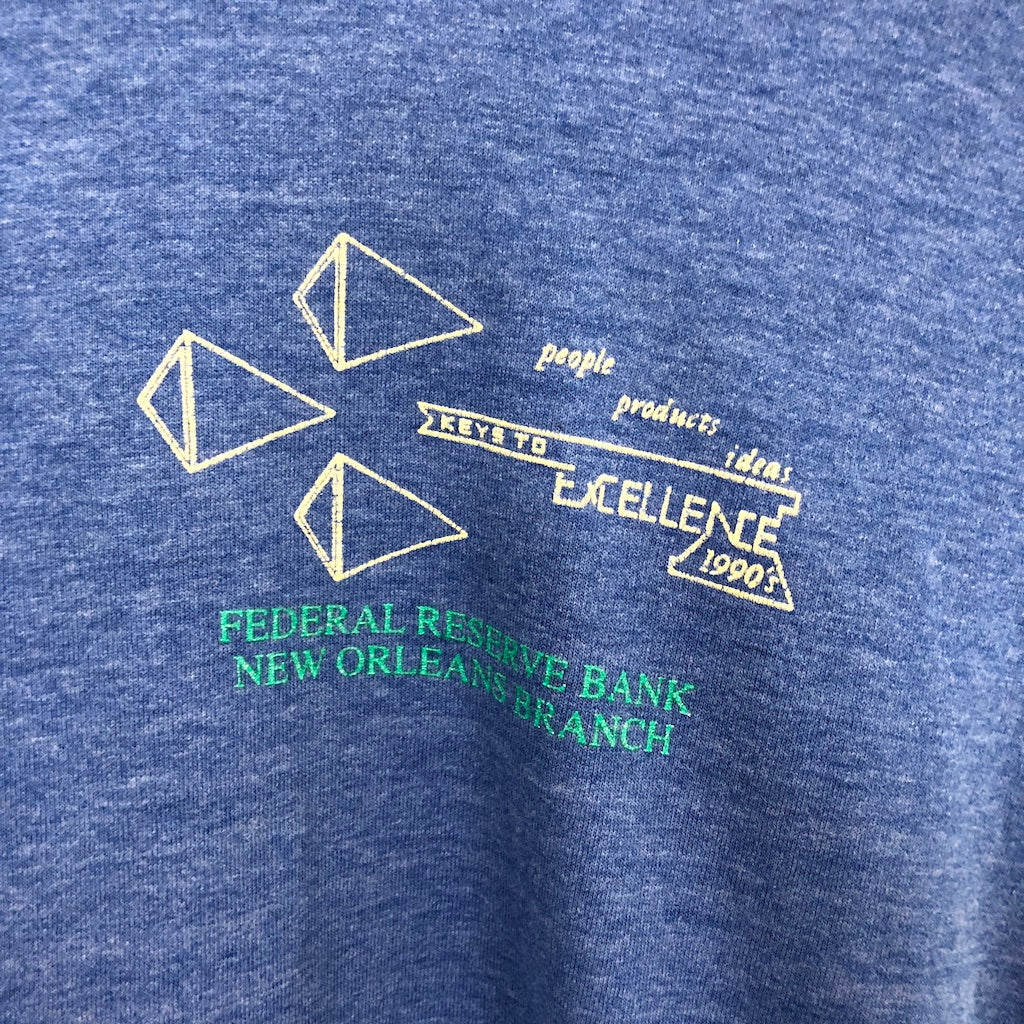 people
products
ideas
KEYS TO
EXCELLENCE
1990's
FEDERAL RESERVE BANK
NEW ORLEANS BRANCH